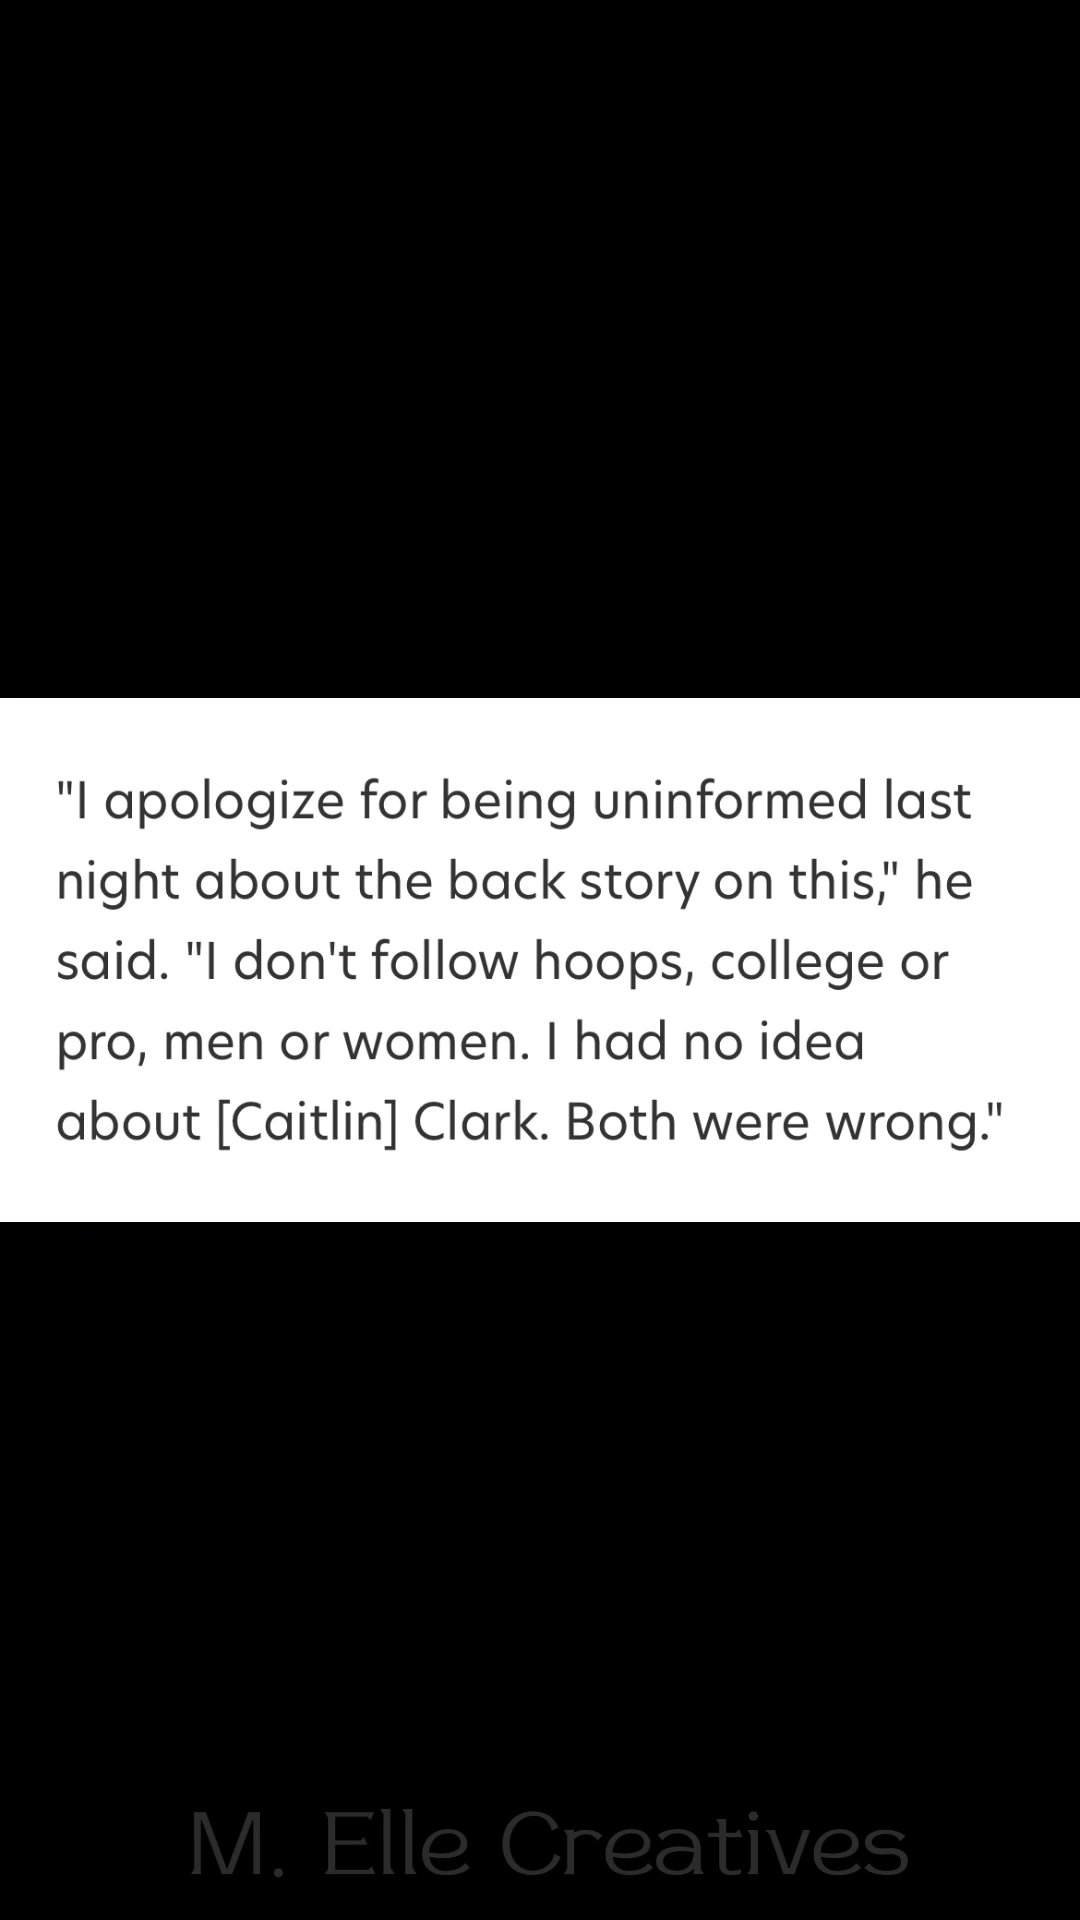 "I apologize for being uninformed last
night about the back story on this," he
said. "I don't follow hoops, college or
pro, men or women. I had no idea
about [Caitlin] Clark. Both were wrong."
M. Elle Creatives